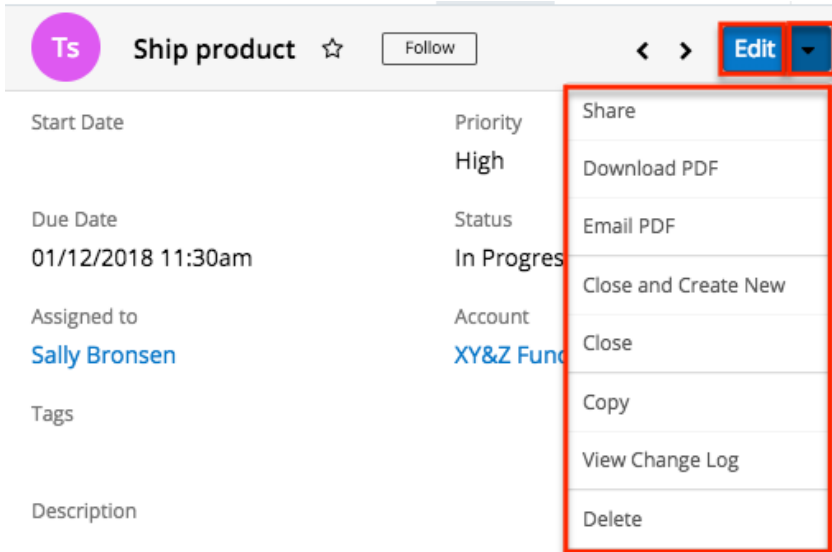 Ts Ship product Follow Edit
Start Date Priority Share
High Download PDF
Due Date Status Email PDF
01/12/2018 11:30am In Progres
Close and Create New
Assigned to Account Close
Sally Bronsen XY&Z Fund
Tags Copy
View Change Log
Description Delete